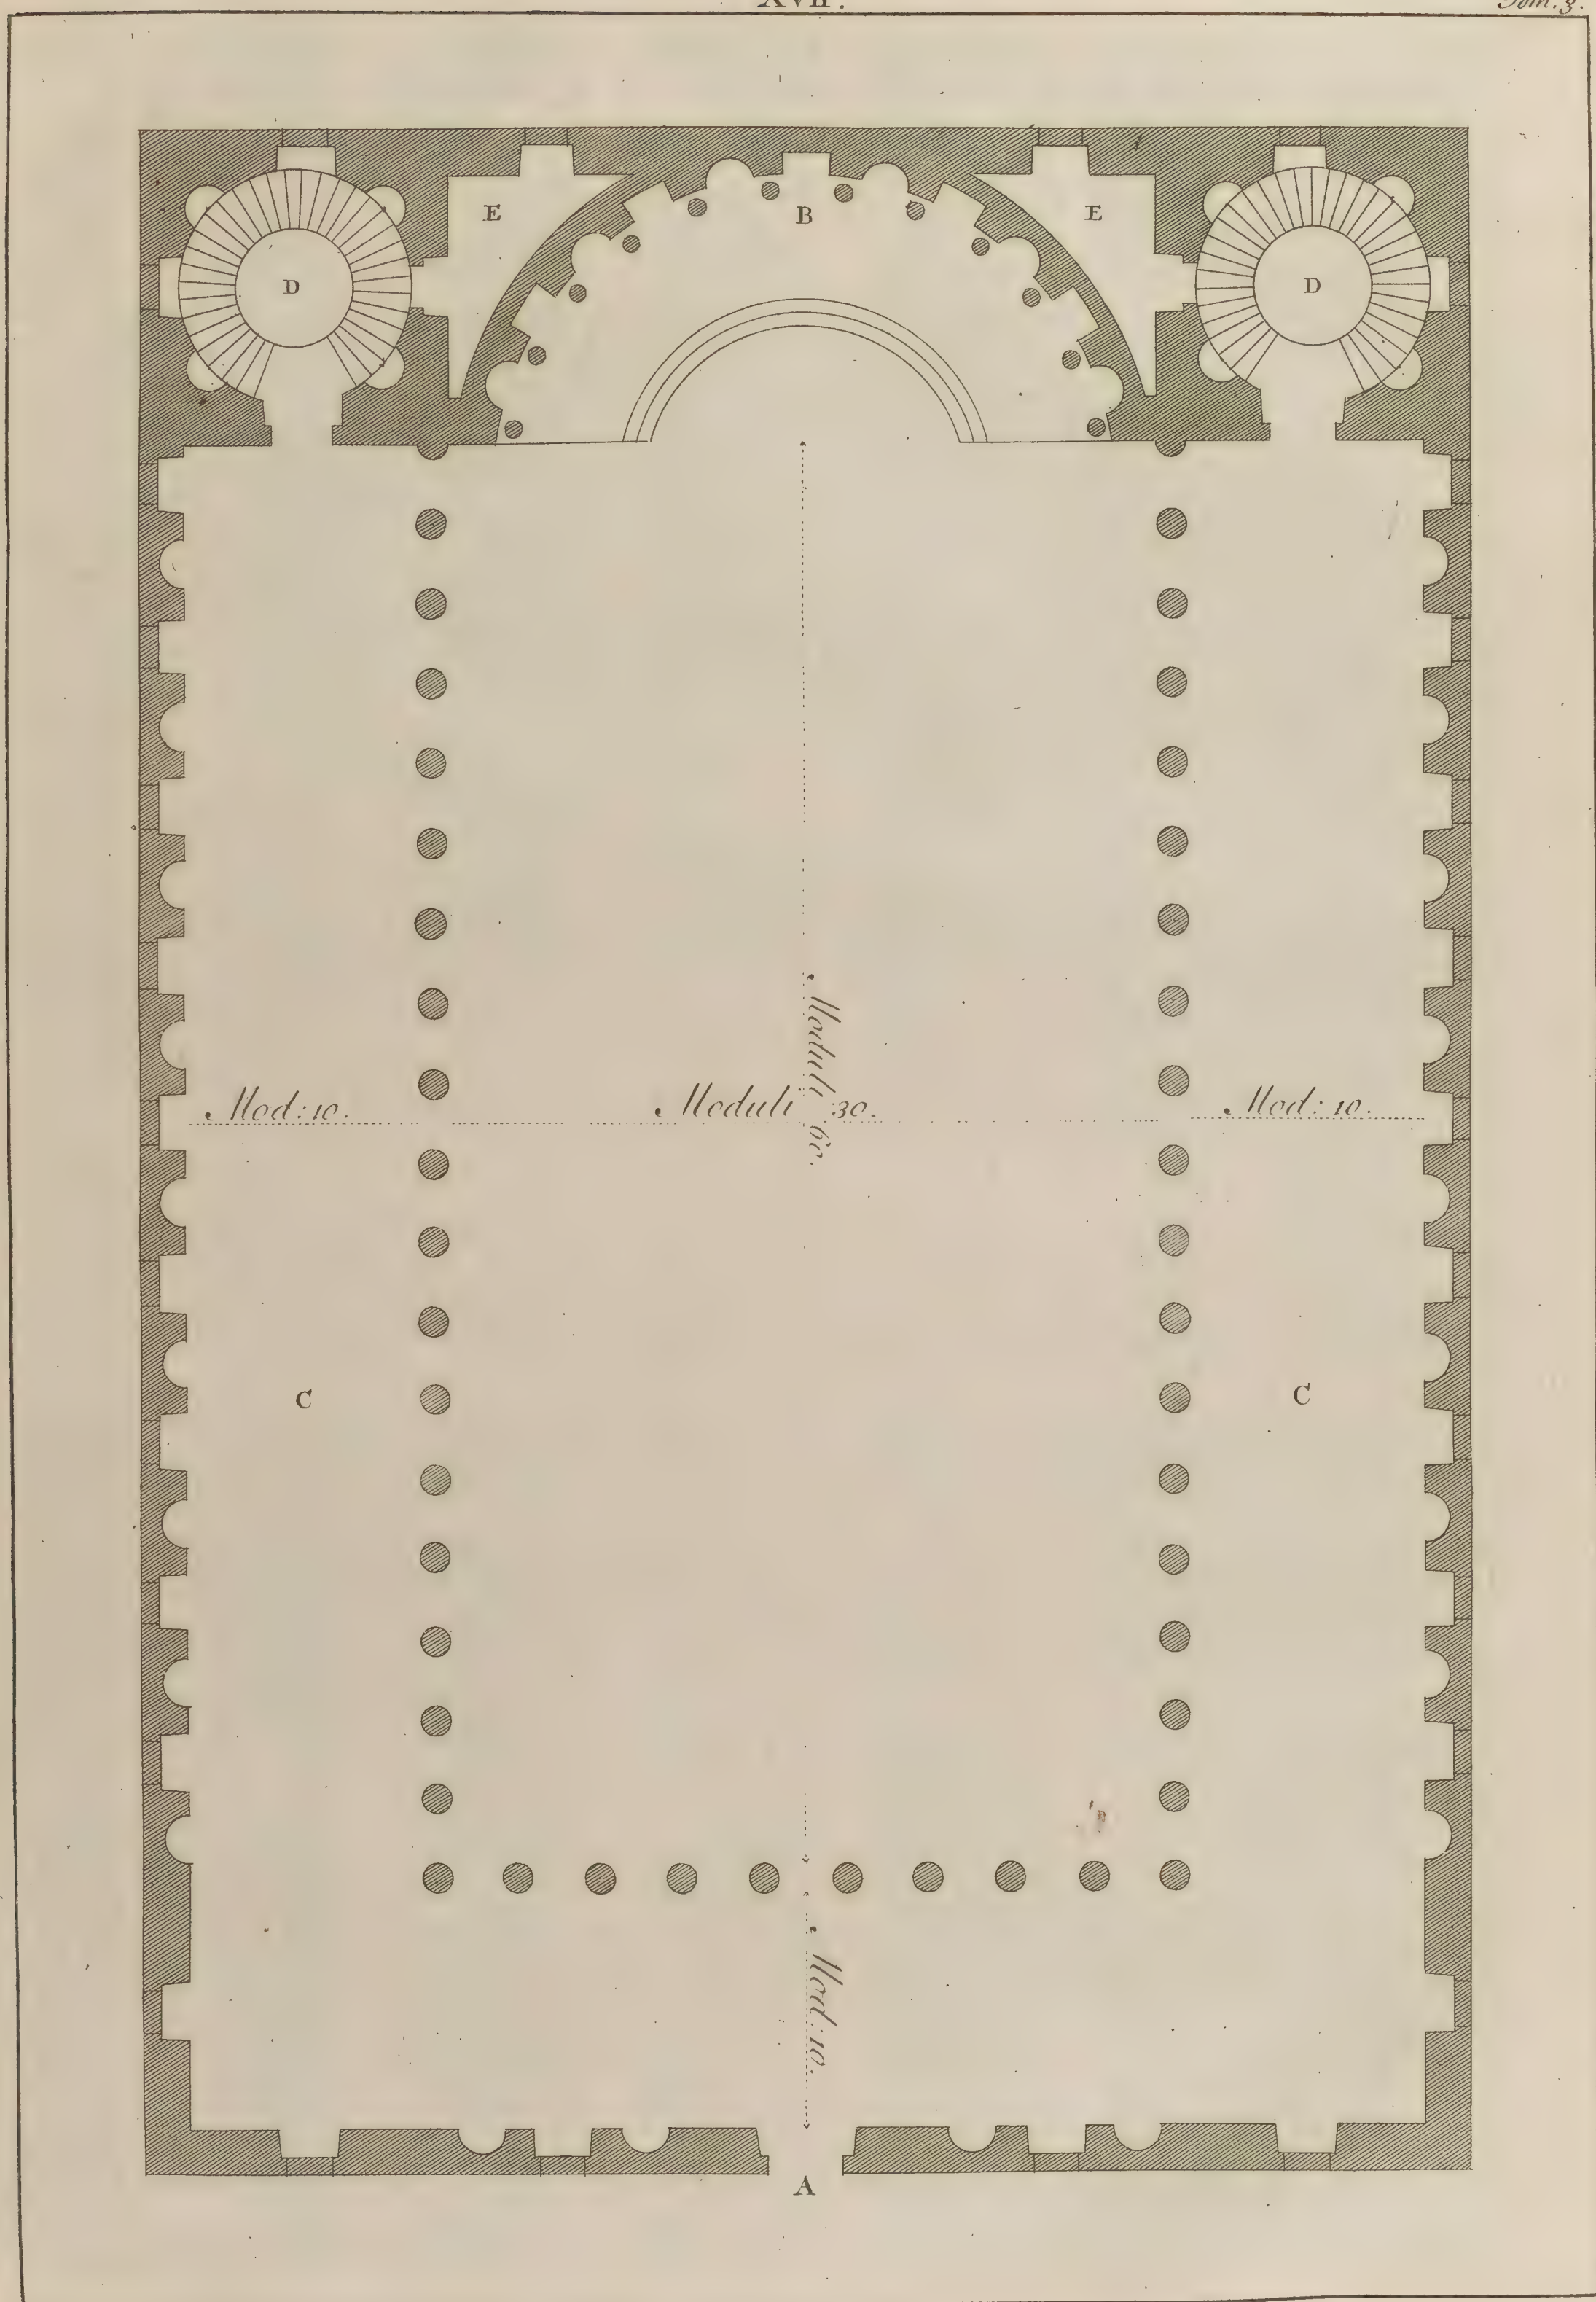 XVII.
Tom. 3.
E
B
E
D
D
Mod: 10.
Moduli 30.
Mod: 10.
Moduli 60.
C
C
Mod: 10.
A